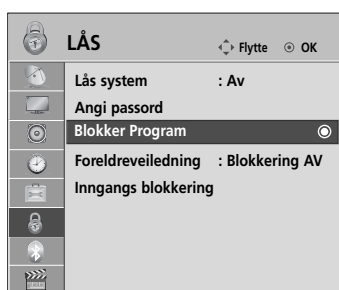 LÅS Flytte OK
Lås system : Av
Angi passord
Blokker Program
Foreldreveiledning : Blokkering AV
Inngangs blokkering